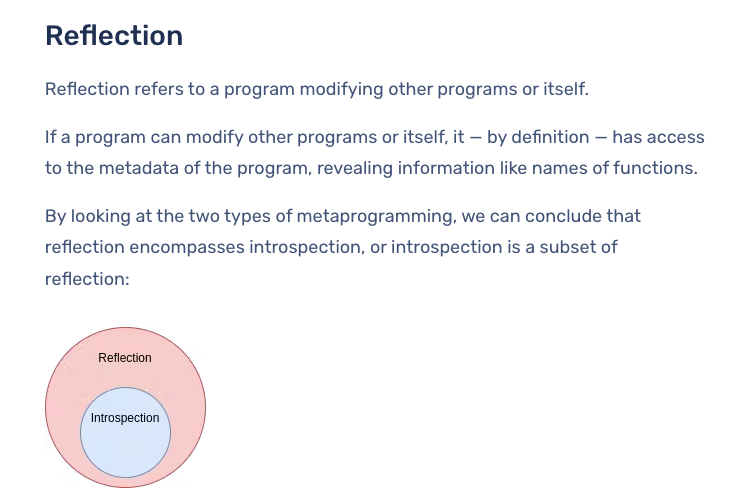 Reflection
Reflection refers to a program modifying other programs or itself.
If a program can modify other programs or itself, it — by definition — has access
to the metadata of the program, revealing information like names of functions.
By looking at the two types of metaprogramming, we can conclude that
reflection encompasses introspection, or introspection is a subset of
reflection:
Reflection
Introspection